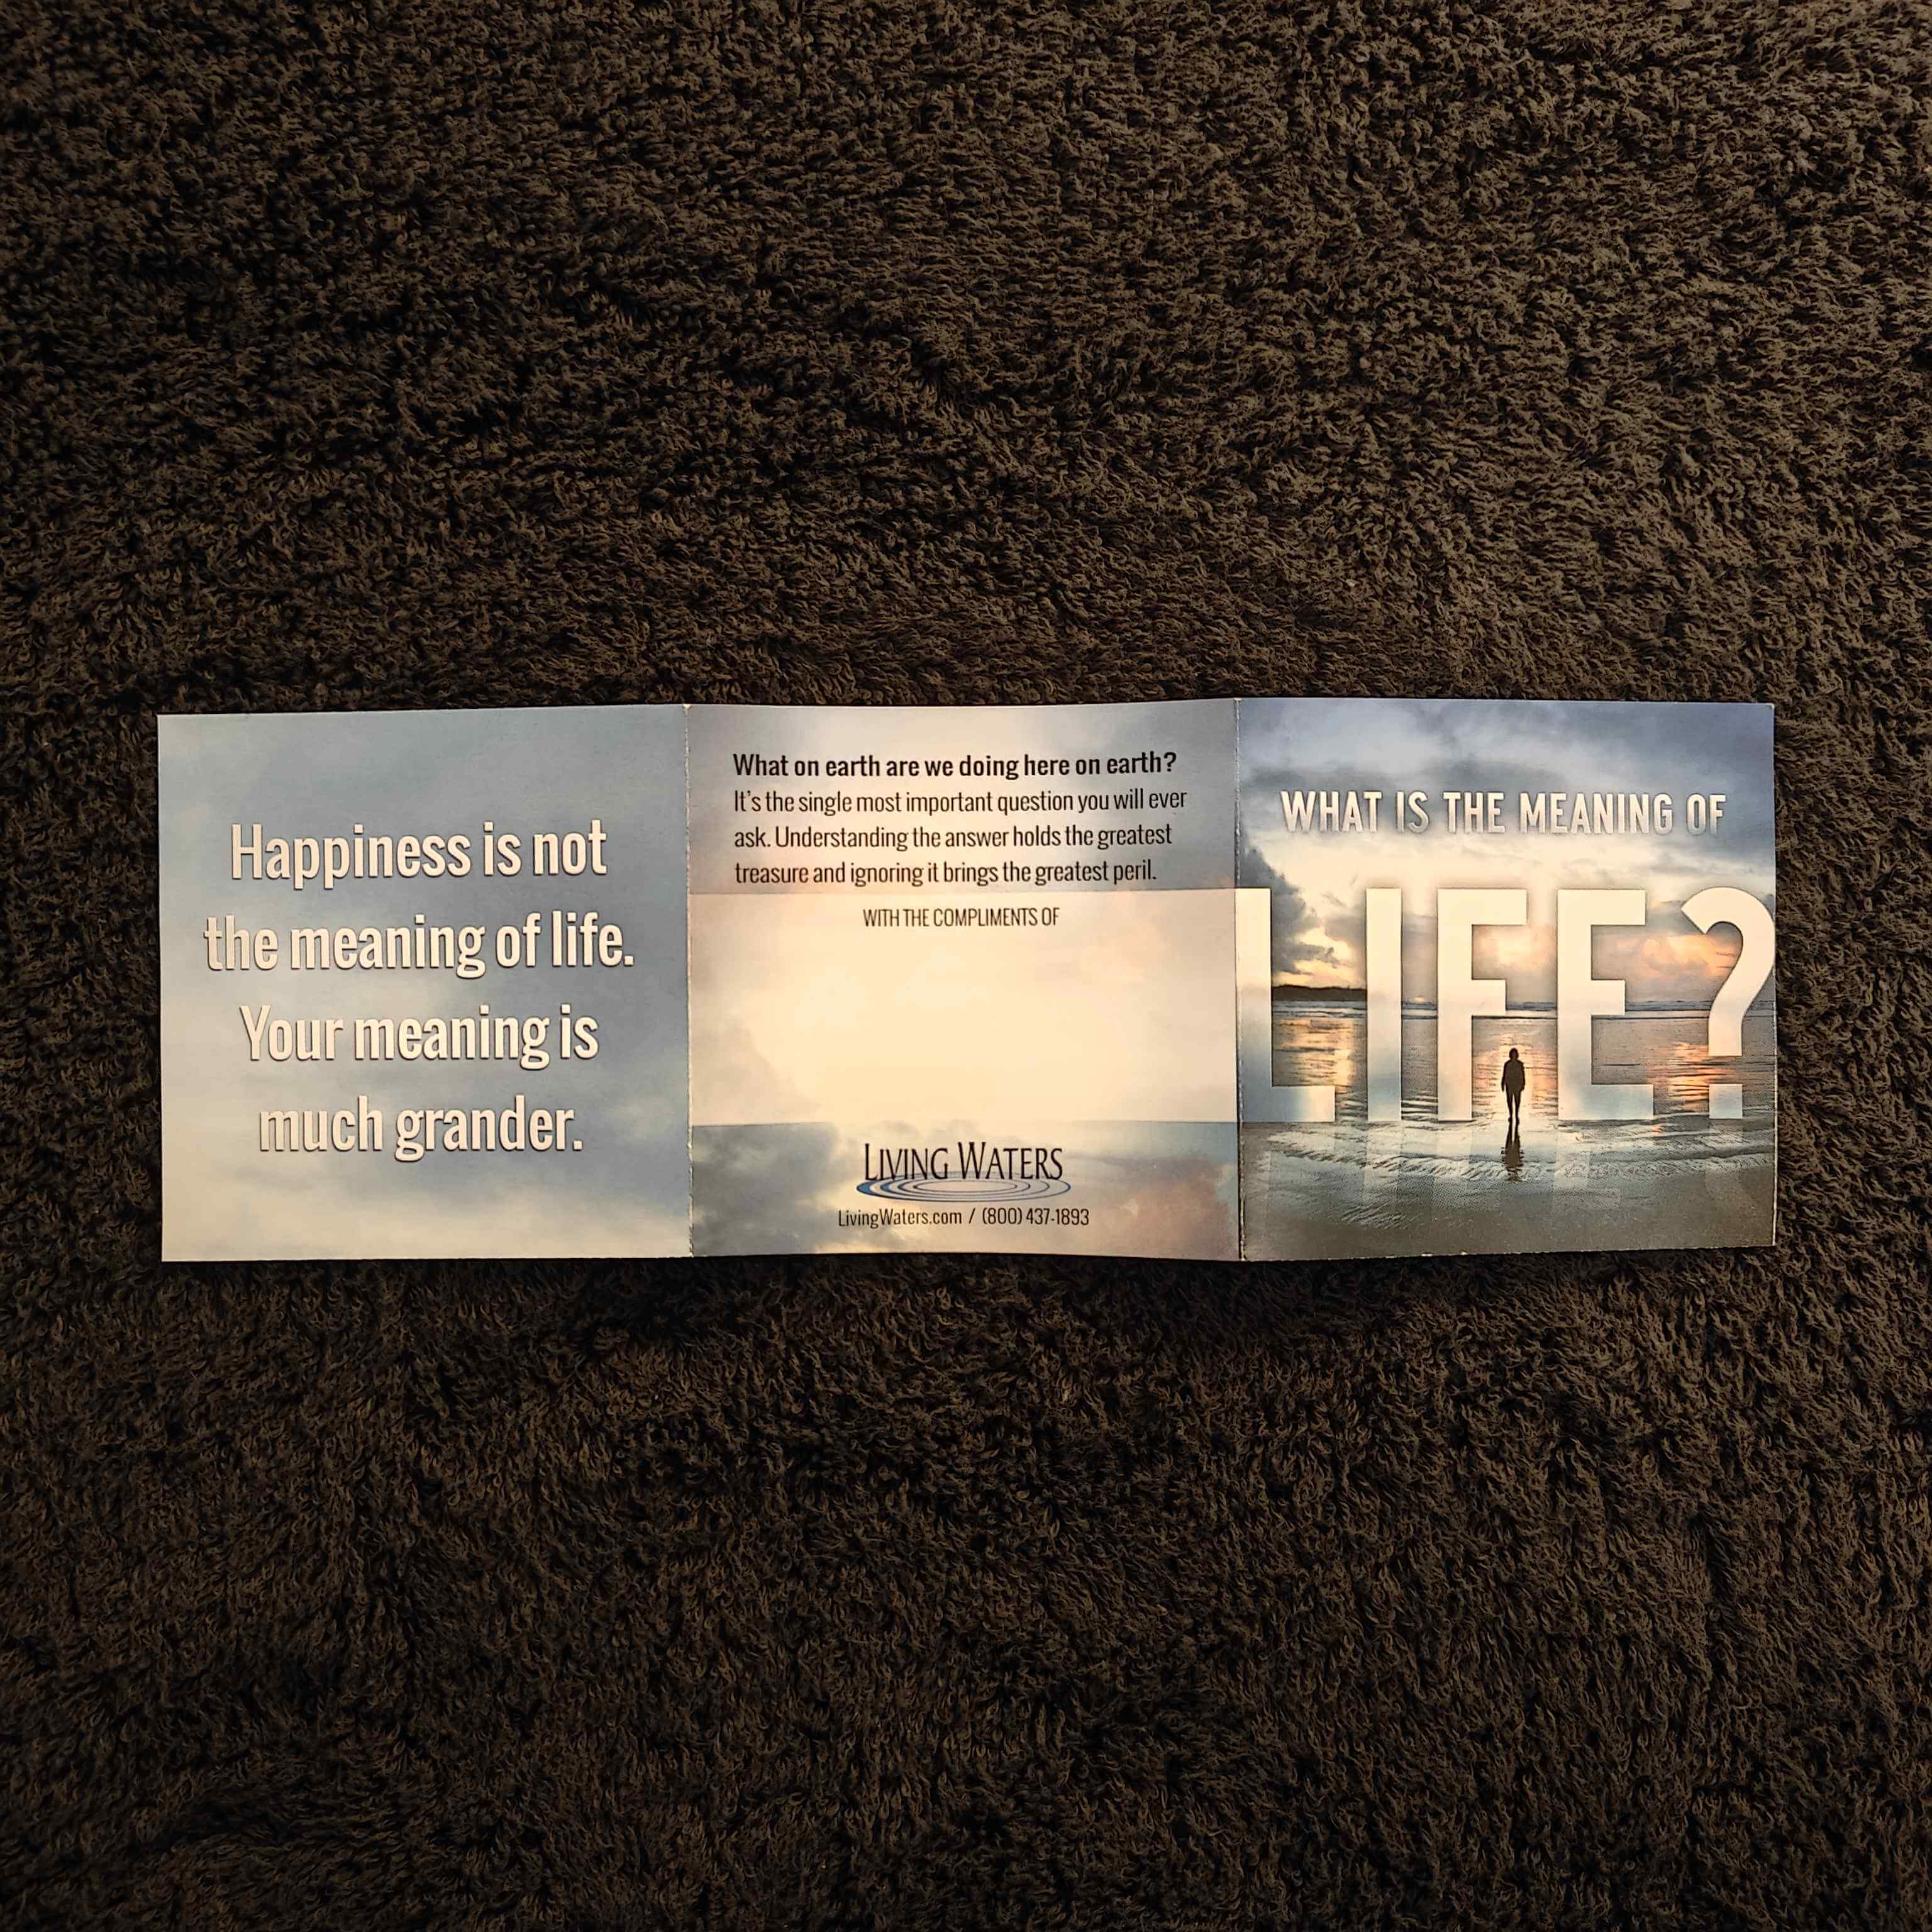 Happiness is not
the meaning of life.
Your meaning is
much grander.
What on earth are we doing here on earth?
It's the single most important question you will ever
ask. Understanding the answer holds the greatest
treasure and ignoring it brings the greatest peril.
WITH THE COMPLIMENTS OF
LIVING WATERS
LivingWaters.com / (800) 437-1893
WHAT IS THE MEANING OF
LIFE?